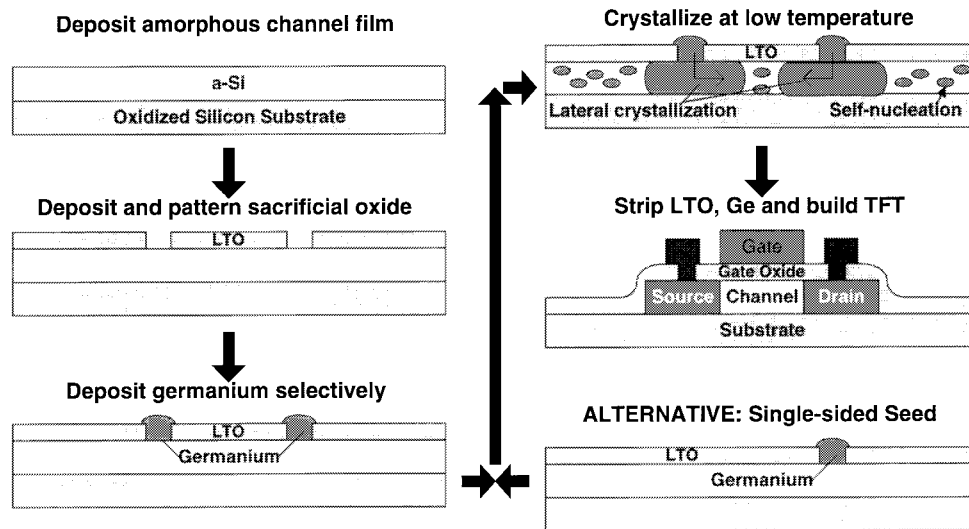 Deposit amorphous channel film
a-Si
Oxidized Silicon Substrate
Deposit and pattern sacrificial oxide
LTO
Deposit germanium selectively
LTO
Germanium
Crystallize at low temperature
LTO
Lateral crystallization
Self-nucleation
Strip LTO, Ge and build TFT
Gate
Gate Oxide
Source
Channel
Drain
Substrate
ALTERNATIVE: Single-sided Seed
LTO
Germanium